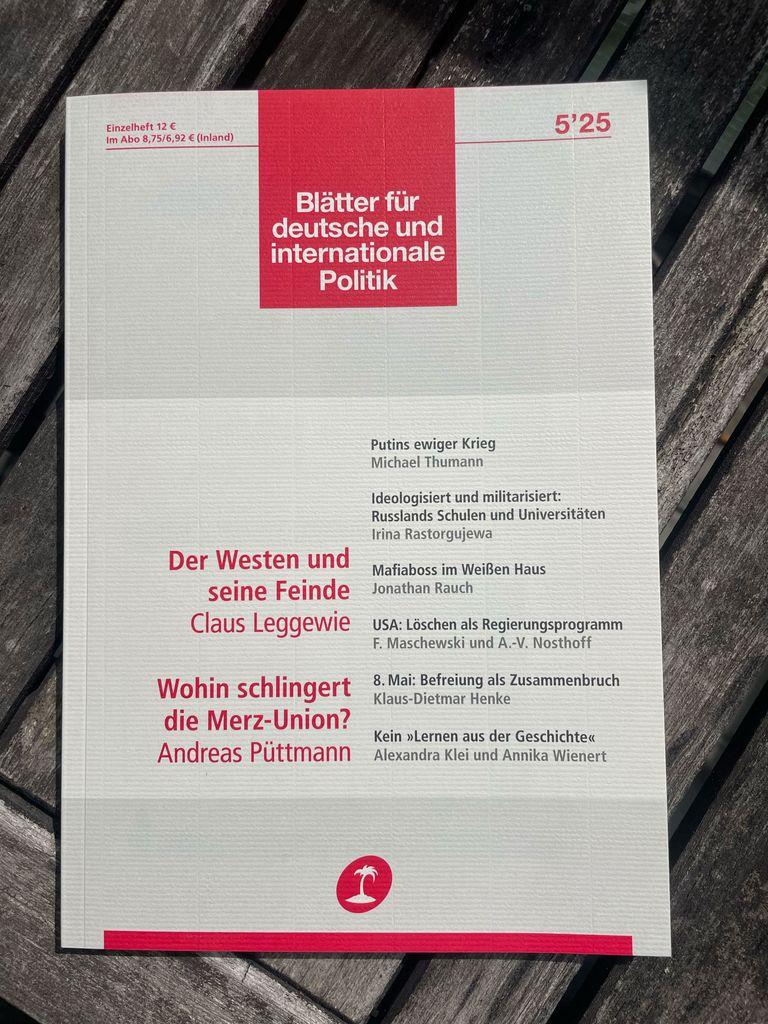 Einzelheft 12 €
Im Abo 8,75/6,92 € (Inland)
5’25
Blätter für
deutsche und
internationale
Politik
Der Westen und
seine Feinde
Claus Leggewie
Wohin schlingert
die Merz-Union?
Andreas Püttmann
Putins ewiger Krieg
Michael Thumann
Ideologisiert und militarisiert:
Russlands Schulen und Universitäten
Irina Rastorgujewa
Mafiaboss im Weißen Haus
Jonathan Rauch
USA: Löschen als Regierungsprogramm
F. Maschewski und A.-V. Nosthoff
8. Mai: Befreiung als Zusammenbruch
Klaus-Dietmar Henke
Kein »Lernen aus der Geschichte«
Alexandra Klei und Annika Wienert